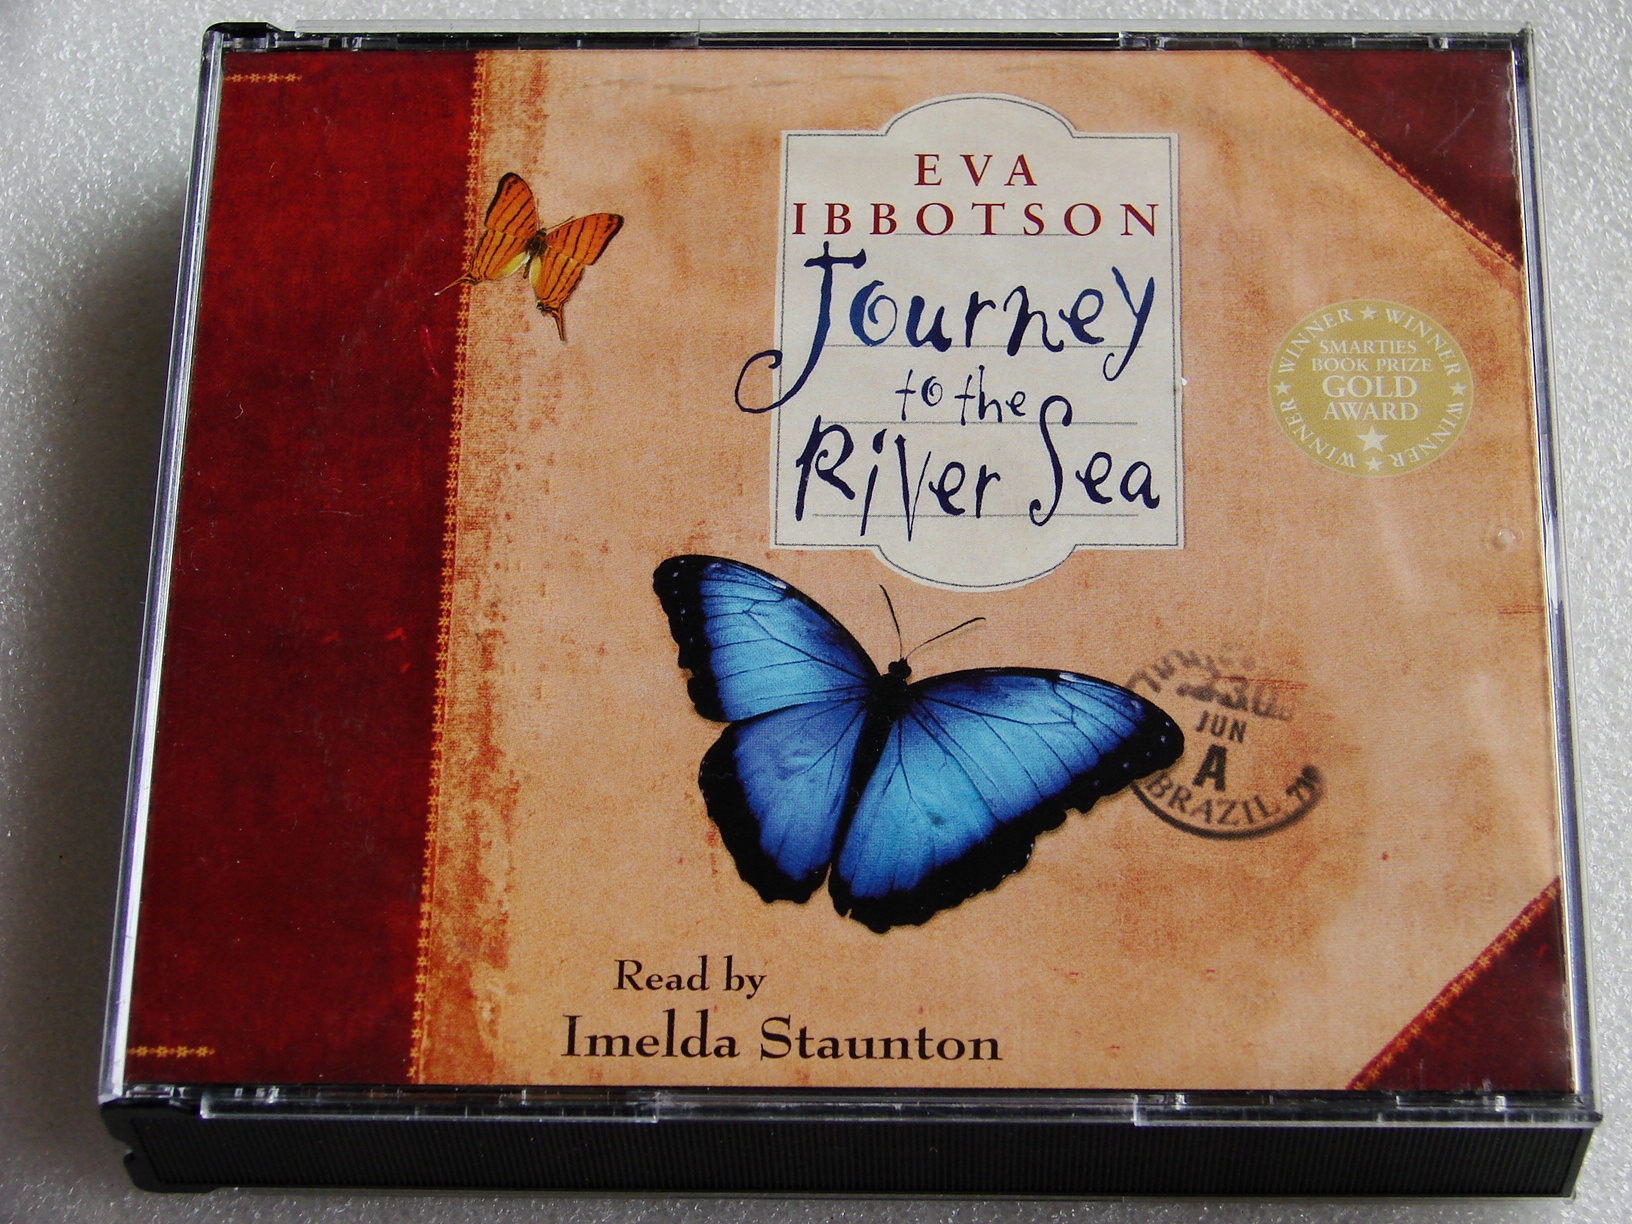 EVA
IBBOTSON
Journey
to the
River Sea
WINNER ★ WINNER ★ WINNER ★ WINNER ★
SMARTIES
BOOK PRIZE
GOLD
AWARD
JUN
A
BRAZIL
Read by
Imelda Staunton